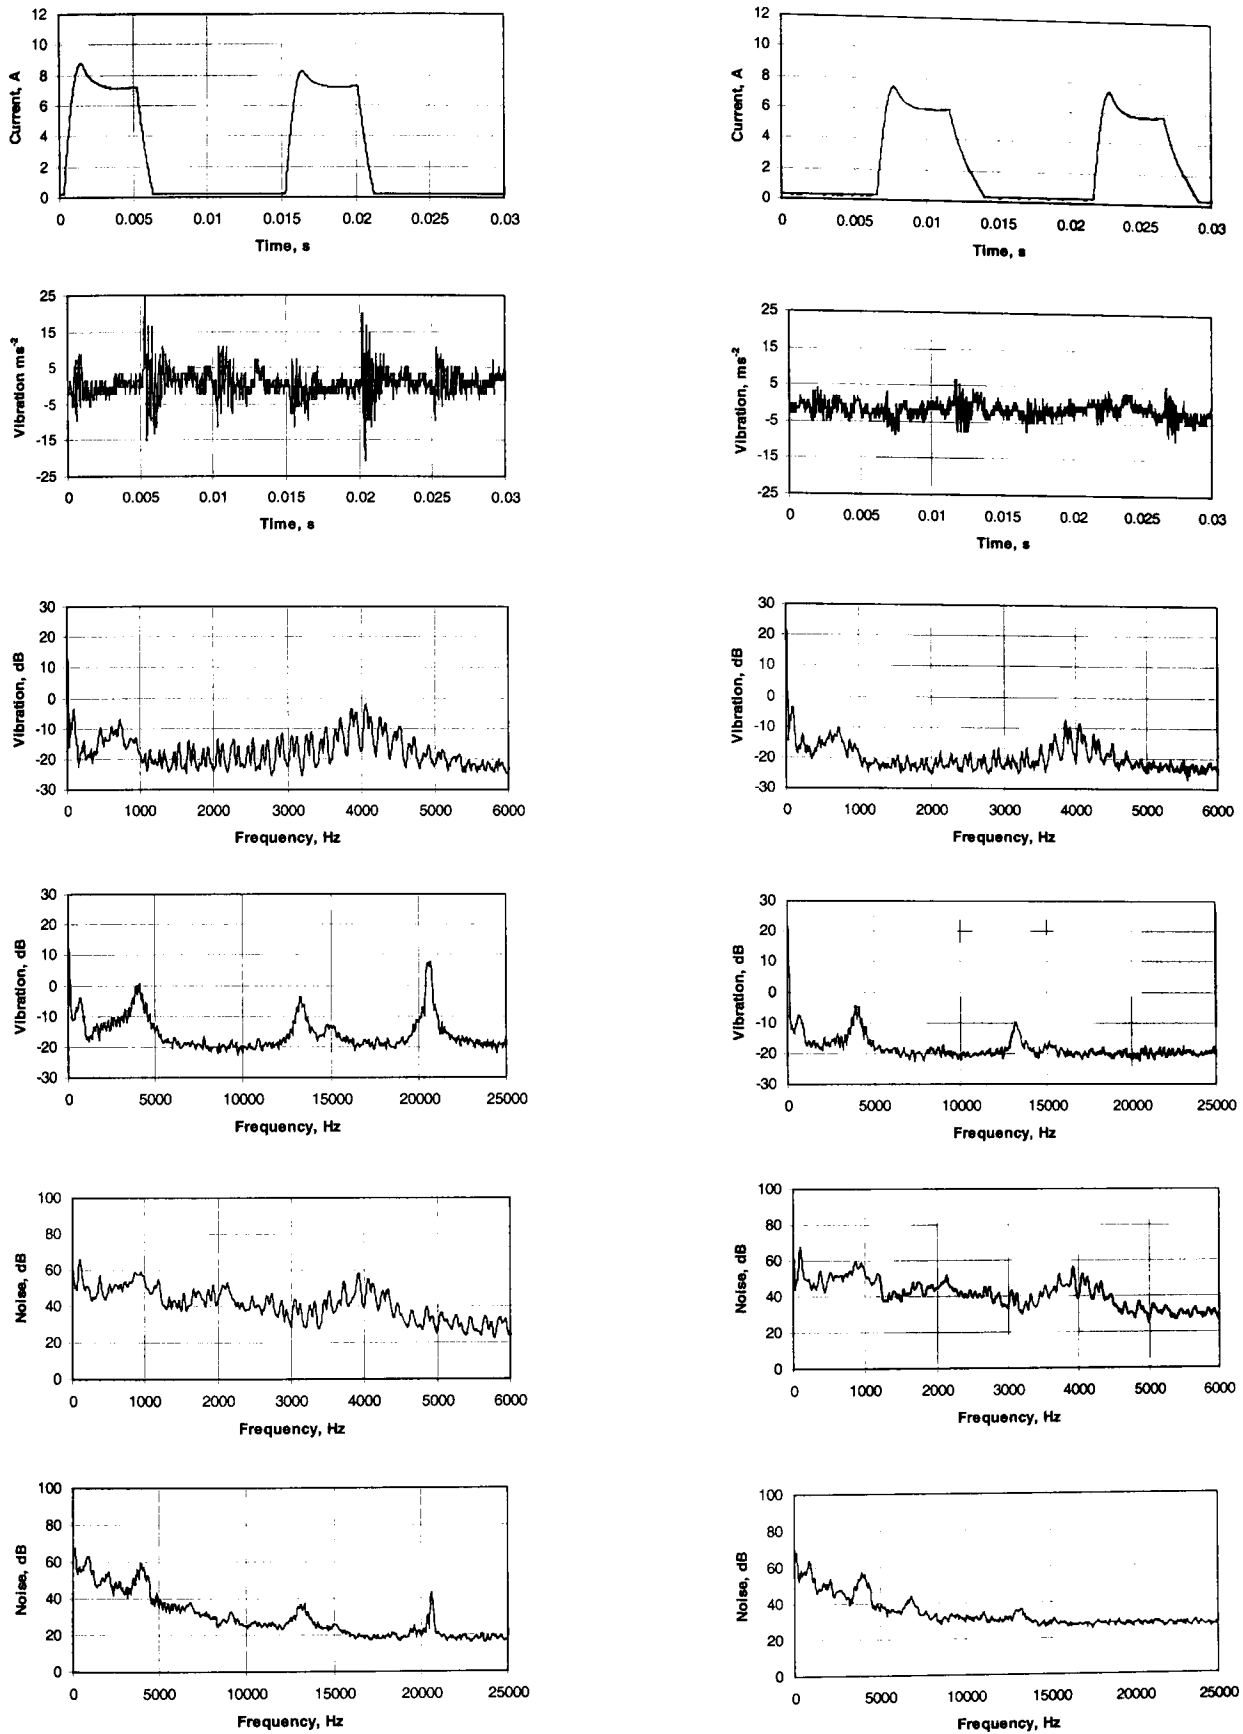 12
10
8
6
4
2
0
Current, A
0 0.005 0.01 0.015 0.02 0.025 0.03
Time, s
12
10
8
6
4
2
0
Current, A
0 0.005 0.01 0.015 0.02 0.025 0.03
Time, s
25
15
5
-5
-15
-25
Vibration ms-2
0 0.005 0.01 0.015 0.02 0.025 0.03
Time, s
25
15
5
-5
-15
-25
Vibration, ms-2
0 0.005 0.01 0.015 0.02 0.025 0.03
Time, s
30
20
10
0
-10
-20
-30
Vibration, dB
0 1000 2000 3000 4000 5000 6000
Frequency, Hz
30
20
10
0
-10
-20
-30
Vibration, dB
0 1000 2000 3000 4000 5000 6000
Frequency, Hz
30
20
10
0
-10
-20
-30
Vibration, dB
0 5000 10000 15000 20000 25000
Frequency, Hz
30
20
10
0
-10
-20
-30
Vibration, dB
0 5000 10000 15000 20000 25000
Frequency, Hz
100
80
60
40
20
0
Noise, dB
0 1000 2000 3000 4000 5000 6000
Frequency, Hz
100
80
60
40
20
0
Noise, dB
0 1000 2000 3000 4000 5000 6000
Frequency, Hz
100
80
60
40
20
0
Noise, dB
0 5000 10000 15000 20000 25000
Frequency, Hz
100
80
60
40
20
0
Noise, dB
0 5000 10000 15000 20000 25000
Frequency, Hz